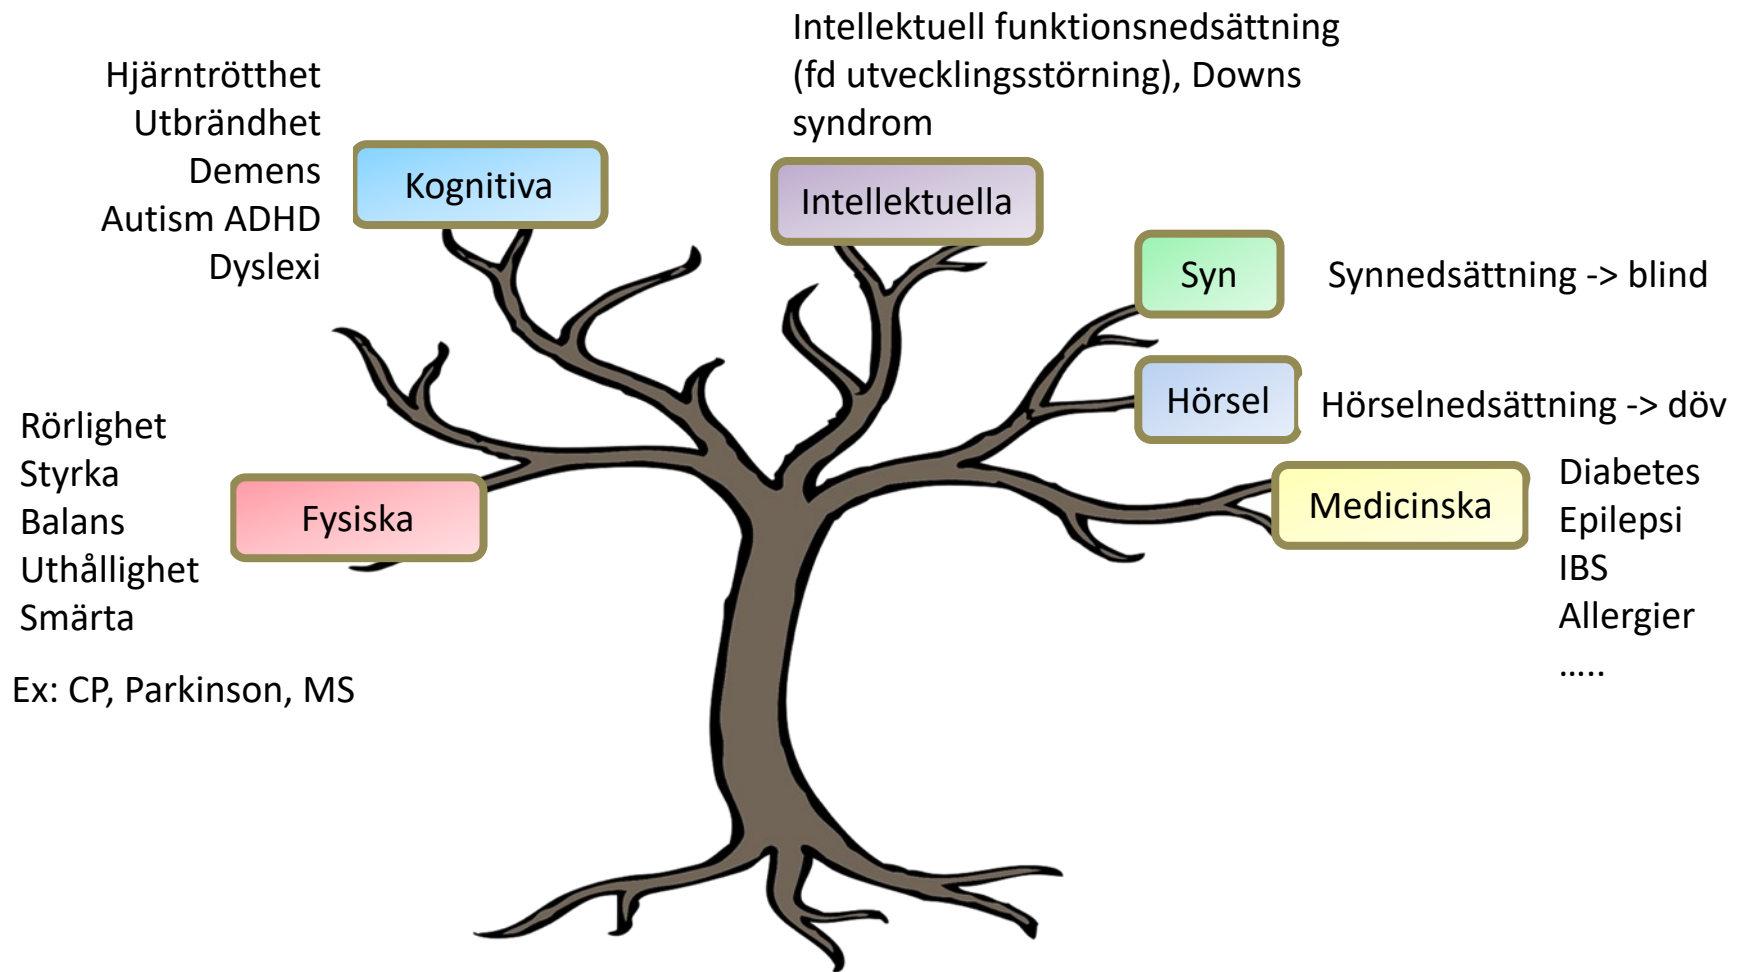 Intellektuell funktionsnedsättning
(fd utvecklingsstörning), Downs
syndrom
Hjärntrötthet
Utbrändhet
Demens
Autism ADHD
Dyslexi
Kognitiva
Intellektuella
Syn
Synnedsättning -> blind
Hörsel
Hörselnedsättning -> döv
Rörlighet
Styrka
Balans
Uthållighet
Smärta
Fysiska
Ex: CP, Parkinson, MS
Medicinska
Diabetes
Epilepsi
IBS
Allergier
.....